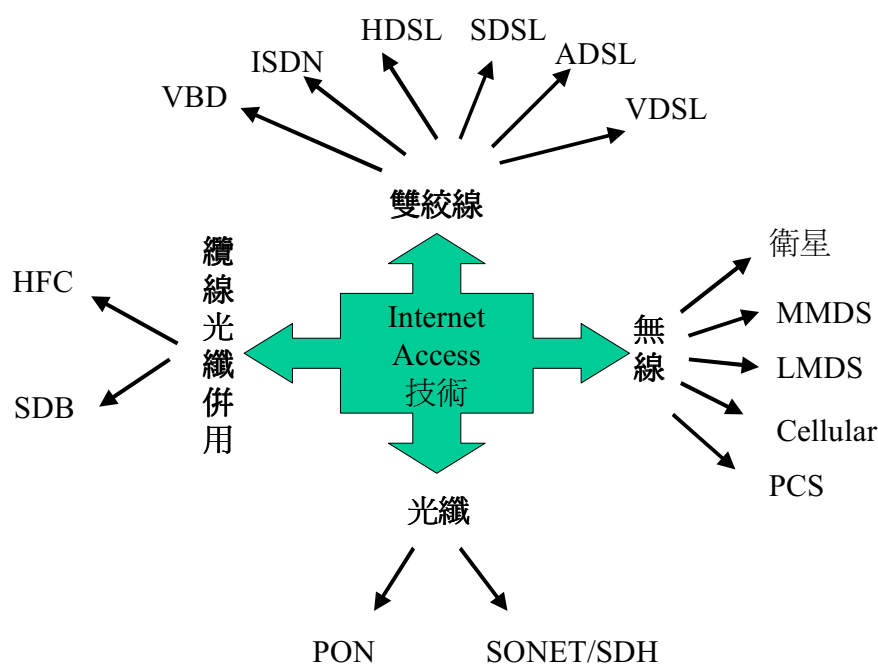 HDSL
SDSL
ISDN
ADSL
VBD
VDSL
雙絞線
衛星
纜線光纖併用
HFC
Internet
Access
技術
無線
MMDS
LMDS
SDB
Cellular
PCS
光纖
PON
SONET/SDH